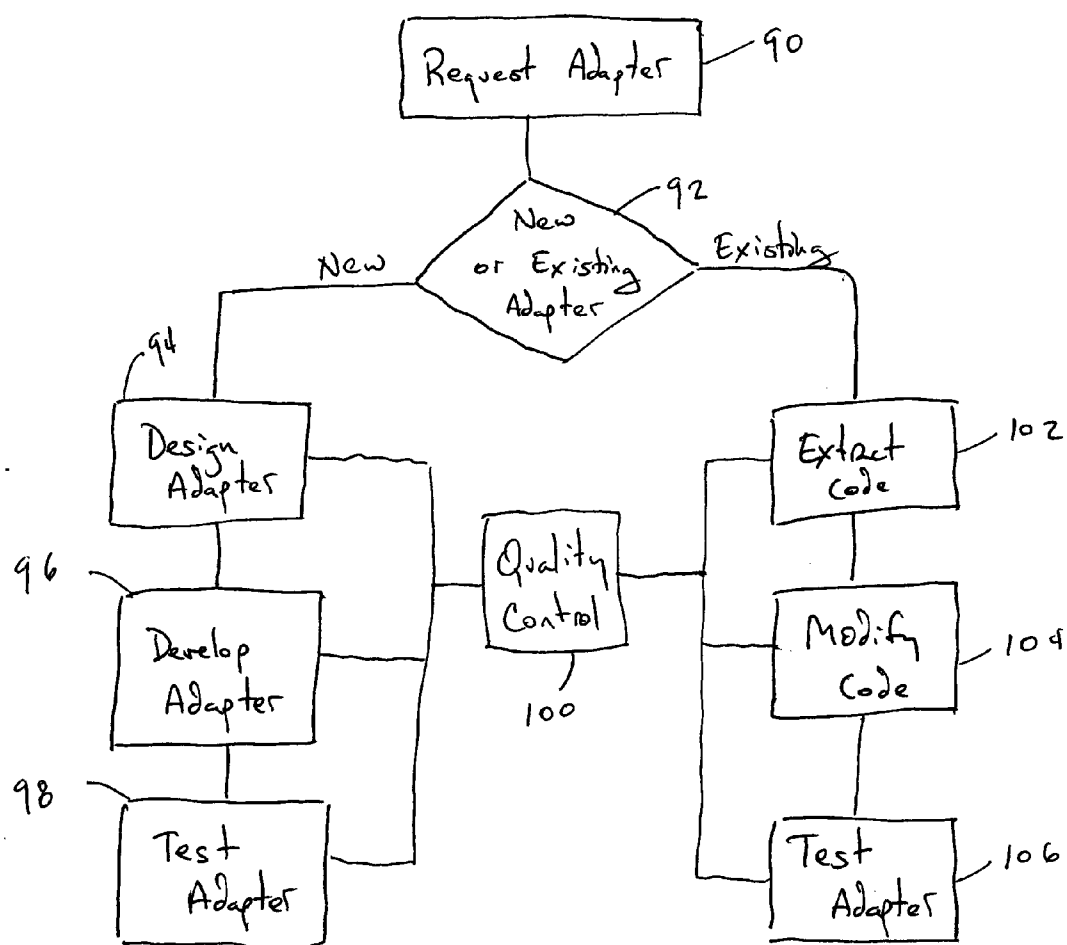 Request Adapter
90
92
New
or Existing
Adapter
New
Existing
94
Design
Adapter
96
Develop
Adapter
98
Test
Adapter
Quality
Control
100
Extract
Code
102
Modify
Code
104
Test
Adapter
106